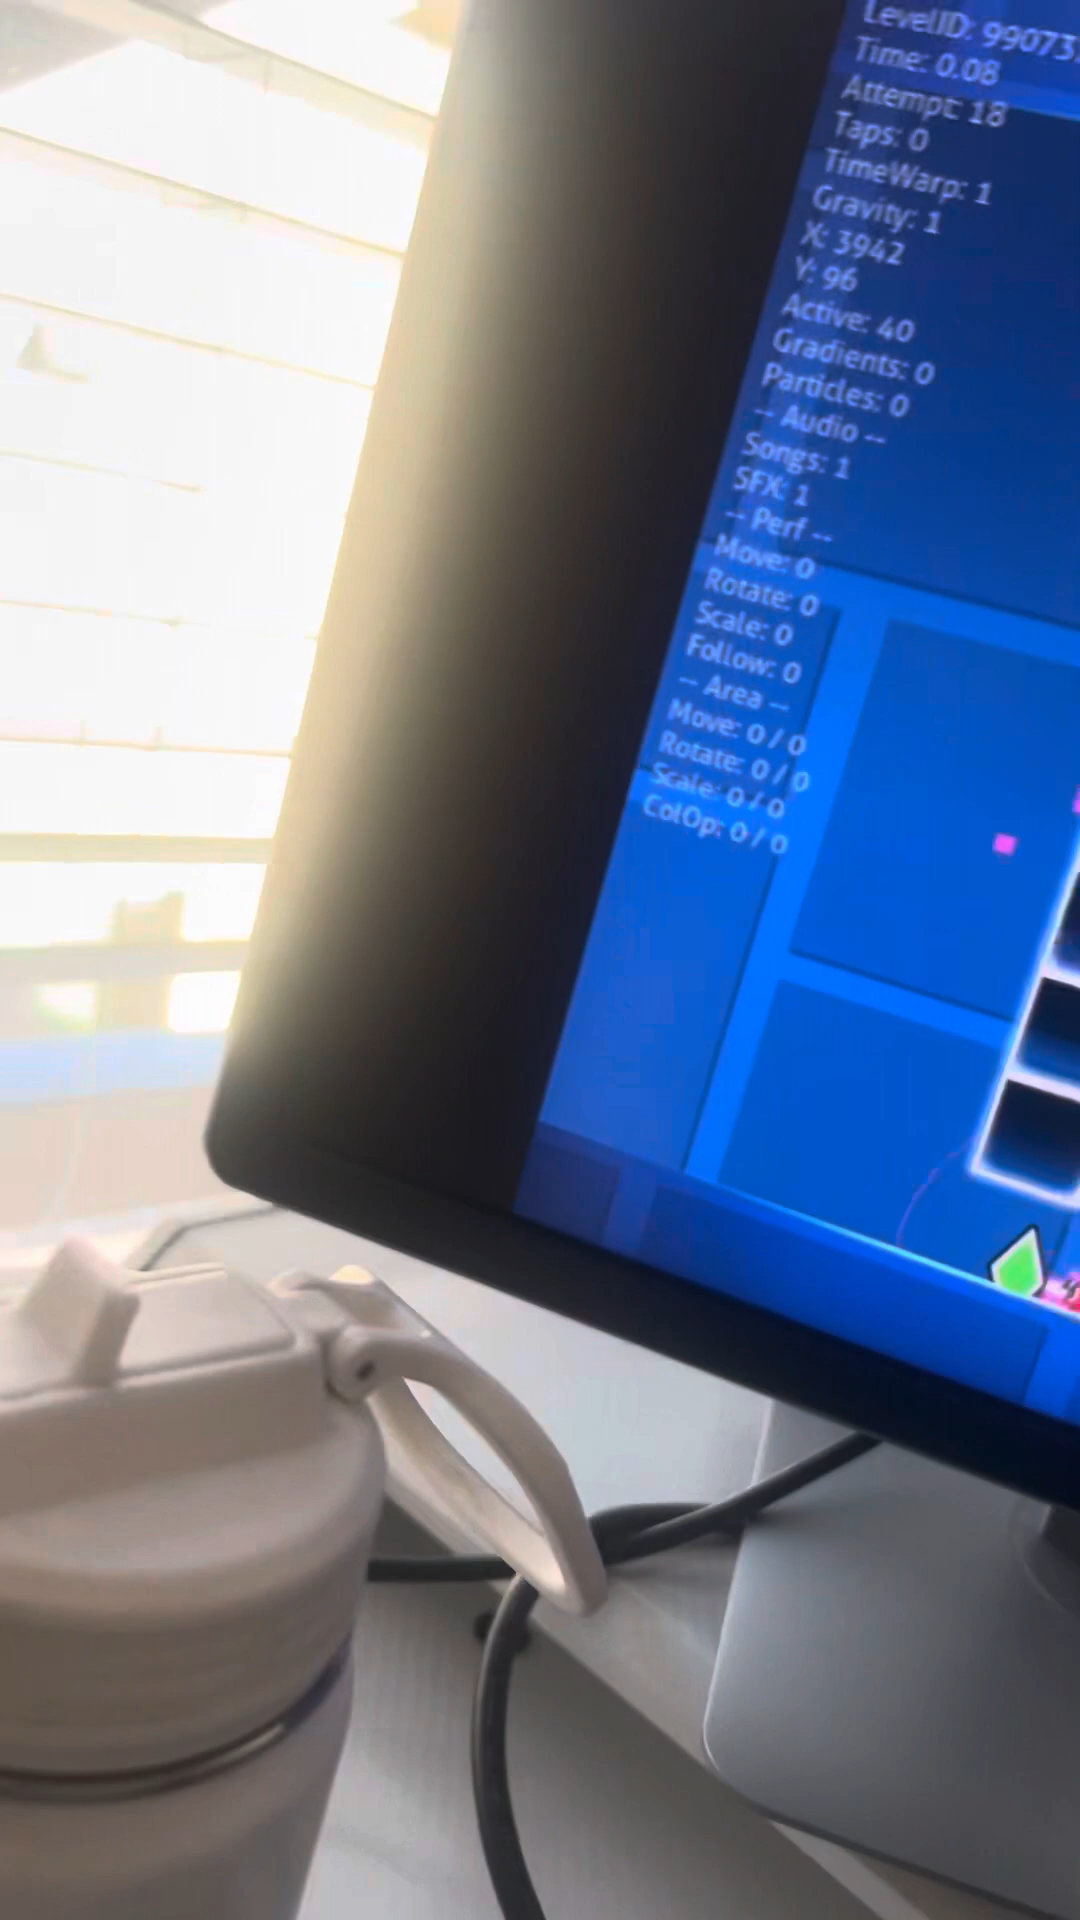 LevelID: 99073
Time: 0.08
Attempt: 18
Taps: 0
TimeWarp: 1
Gravity: 1
X: 3942
Y: 96
Active: 40
Gradients: 0
Particles: 0
-- Audio --
Songs: 1
SFX: 1
-- Perf --
Move: 0
Rotate: 0
Scale: 0
Follow: 0
-- Area --
Move: 0 / 0
Rotate: 0 / 0
Scale: 0 / 0
ColOp: 0 / 0